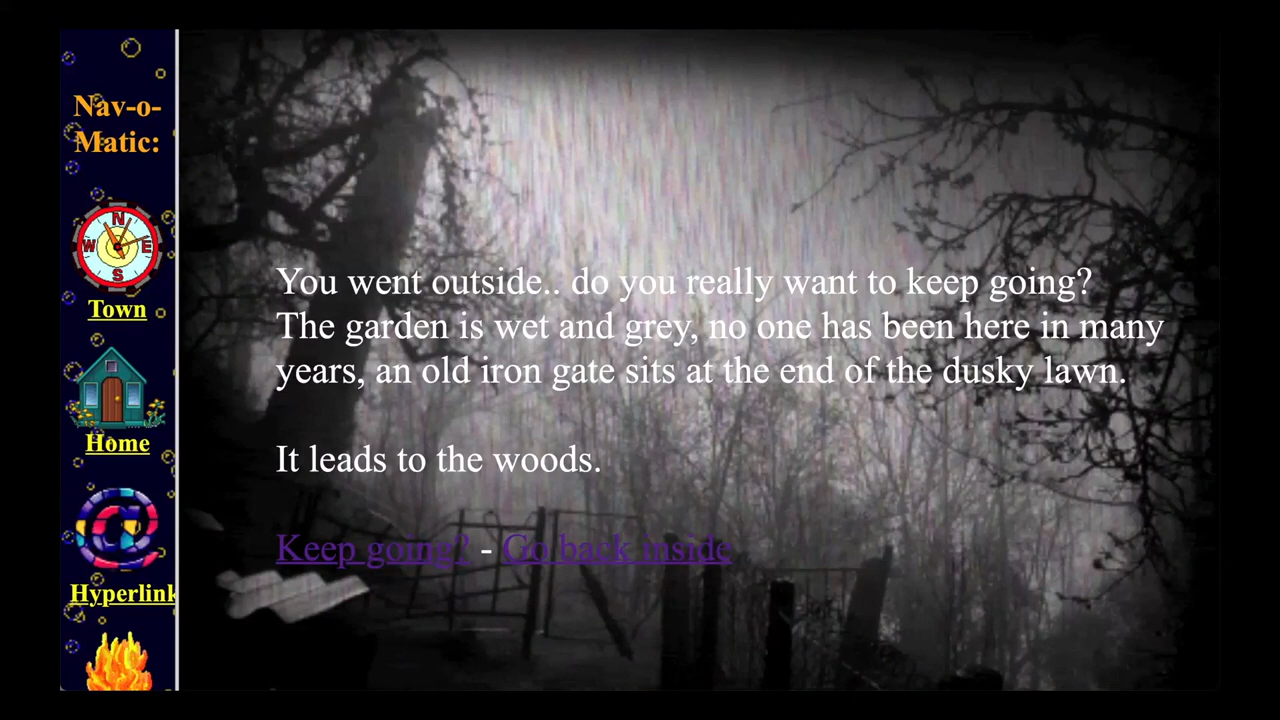 Nav-o-
Matic:
N
W E
S
Town
Home
@
Hyperlink
You went outside.. do you really want to keep going?
The garden is wet and grey, no one has been here in many
years, an old iron gate sits at the end of the dusky lawn.
It leads to the woods.
Keep going? - Go back inside